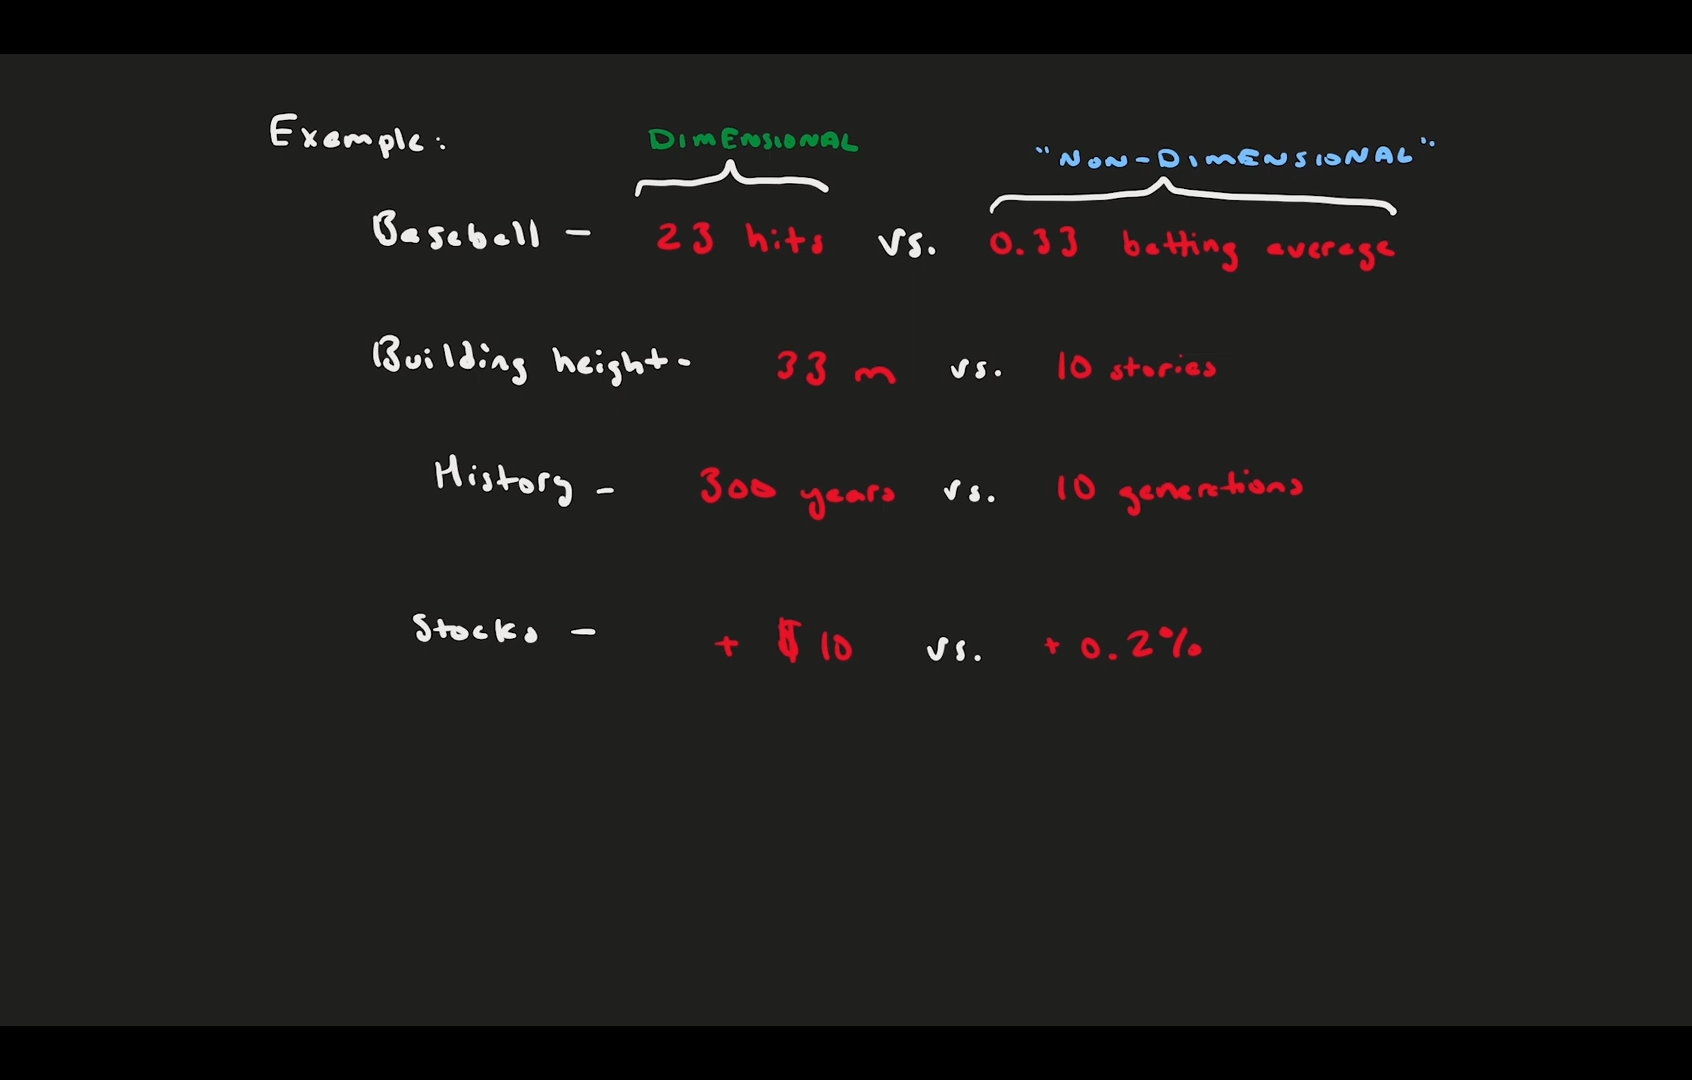 Example: DIMENSIONAL "NON-DIMENSIONAL"
Baseball - 23 hits vs. 0.33 batting average
Building height- 33 m vs. 10 stories
History - 300 years vs. 10 generations
Stocks - + $10 vs. + 0.2%